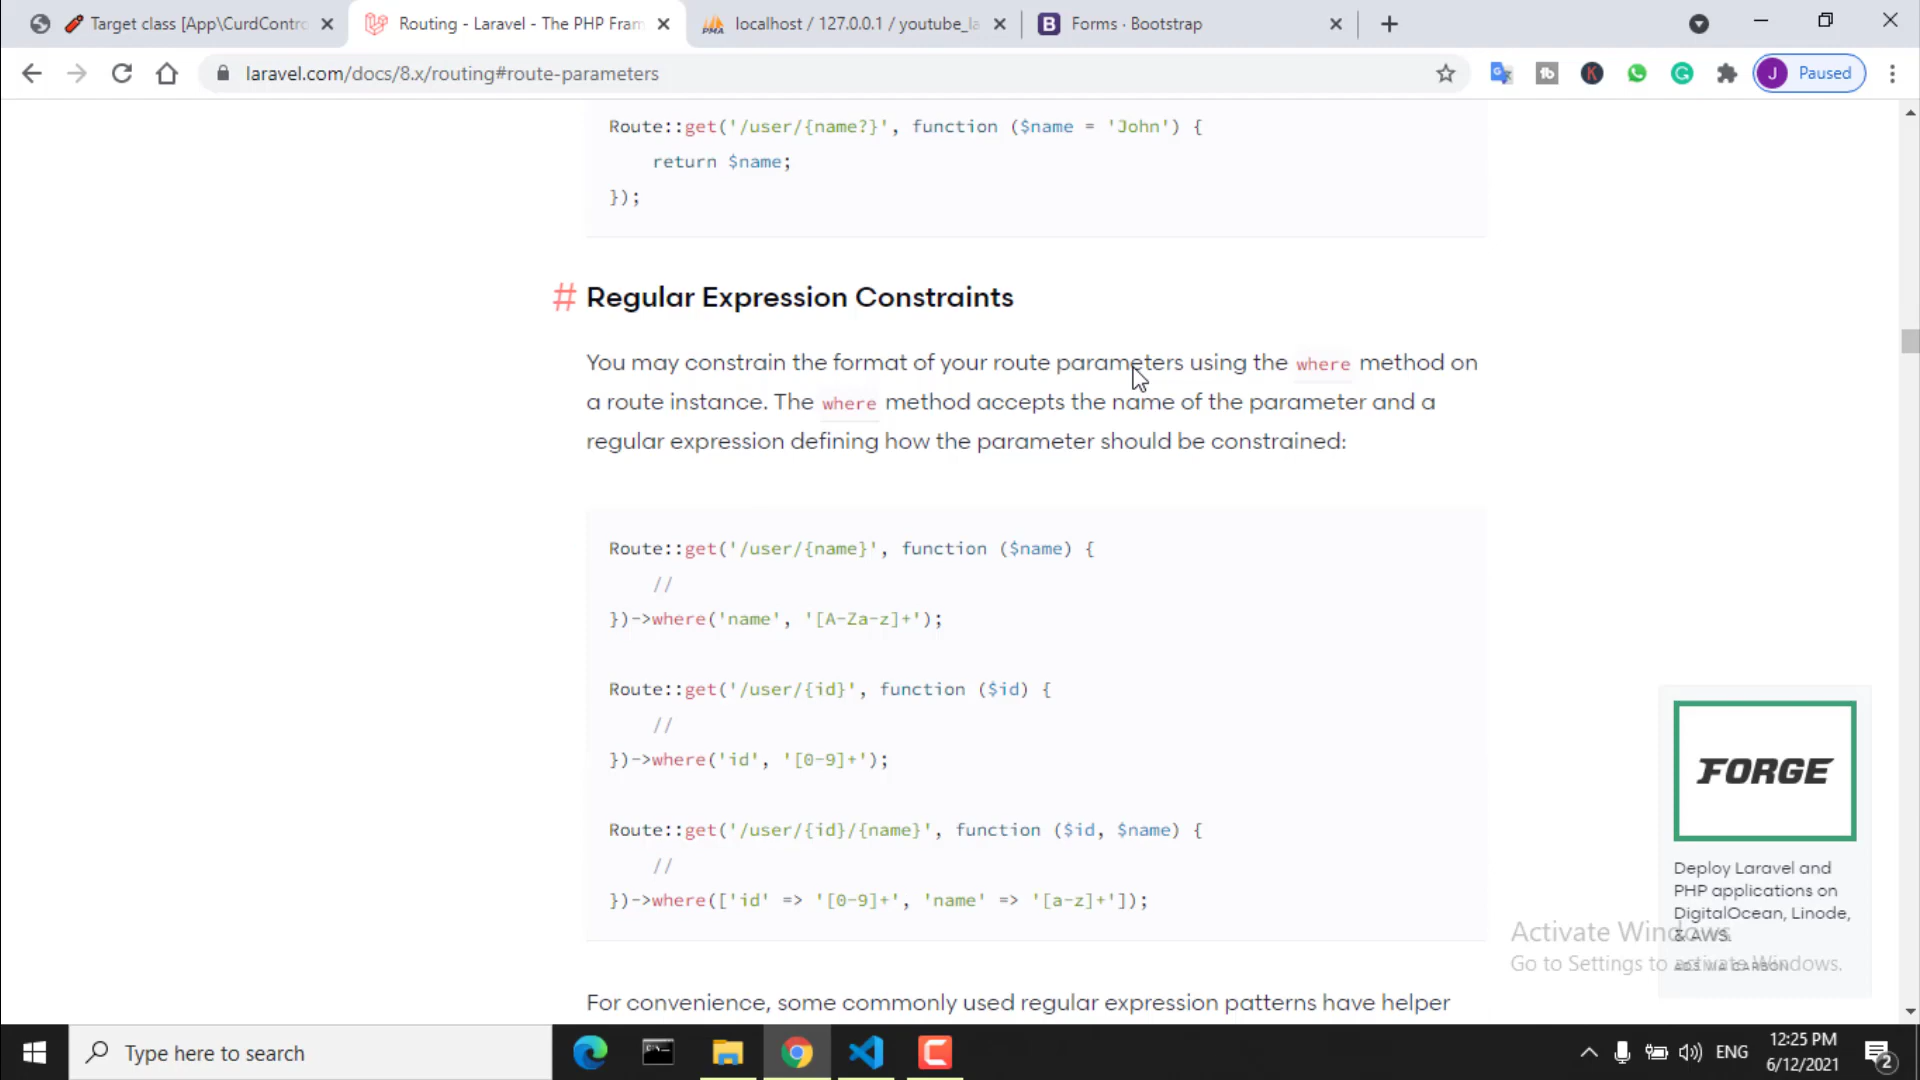 Target class [App\CurdContro
Routing - Laravel - The PHP Fram
localhost / 127.0.0.1 / youtube_la
Forms · Bootstrap
laravel.com/docs/8.x/routing#route-parameters
J Paused
Route::get('/user/{name?}', function ($name = 'John') {
return $name;
});
# Regular Expression Constraints
You may constrain the format of your route parameters using the where method on
a route instance. The where method accepts the name of the parameter and a
regular expression defining how the parameter should be constrained:
Route::get('/user/{name}', function ($name) {
//
})->where('name', '[A-Za-z]+');
Route::get('/user/{id}', function ($id) {
//
})->where('id', '[0-9]+');
Route::get('/user/{id}/{name}', function ($id, $name) {
//
})->where(['id' => '[0-9]+', 'name' => '[a-z]+']);
For convenience, some commonly used regular expression patterns have helper
FORGE
Deploy Laravel and
PHP applications on
DigitalOcean, Linode,
& AWS.
ADS VIA CARBON
Activate Windows
Go to Settings to activate Windows.
Type here to search
ENG
12:25 PM
6/12/2021
2